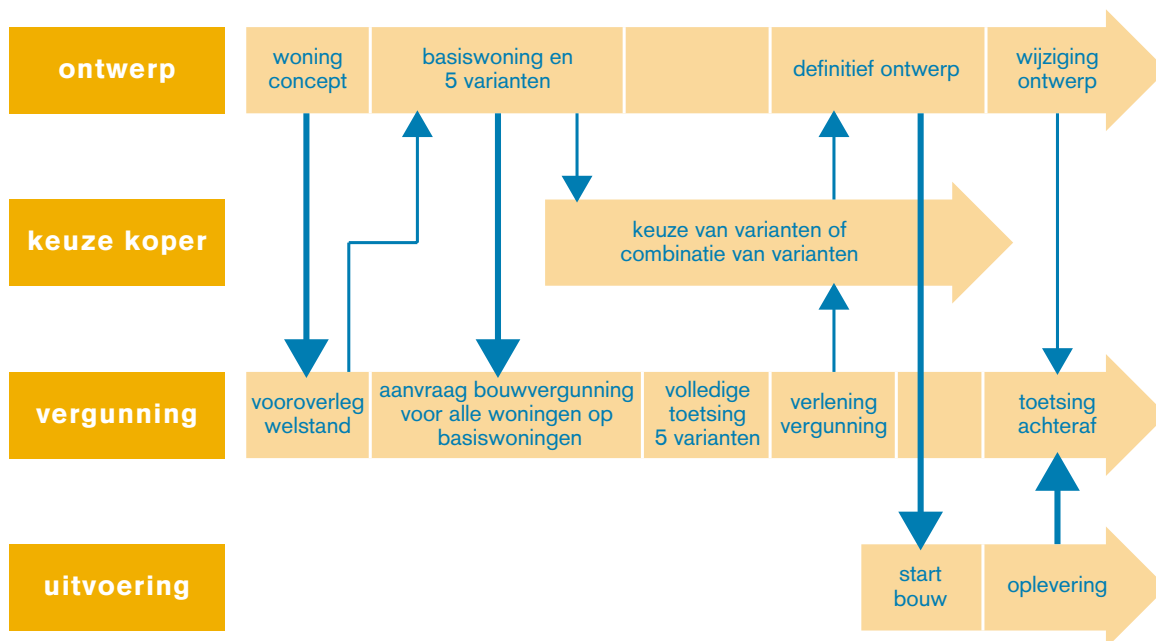 ontwerp
woning
concept
basiswoning en
5 varianten
definitief ontwerp
wijziging
ontwerp
keuze koper
keuze van varianten of
combinatie van varianten
vergunning
vooroverleg
welstand
aanvraag bouwvergunning
voor alle woningen op
basiswoningen
volledige
toetsing
5 varianten
verlening
vergunning
toetsing
achteraf
uitvoering
start
bouw
oplevering